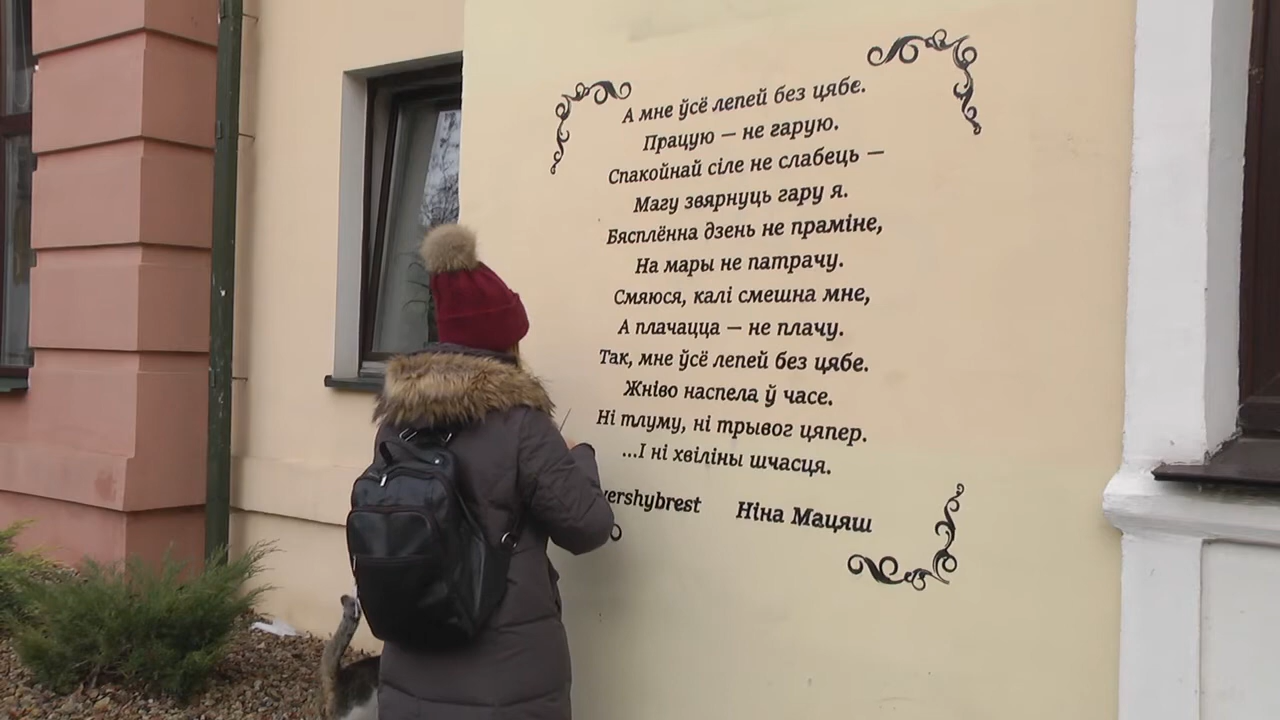 А мне ўсё лепей без цябе.
Працую — не гарую.
Спакойнай сіле не слабець —
Магу звярнуць гару я.
Бясплённа дзень не праміне,
На мары не патрачу.
Смяюся, калі смешна мне,
А плачацца — не плачу.
Так, мне ўсё лепей без цябе.
Жніво наспела ў часе.
Ні тлуму, ні трывог цяпер.
...І ні хвіліны шчасця.
vershybrest Ніна Мацяш